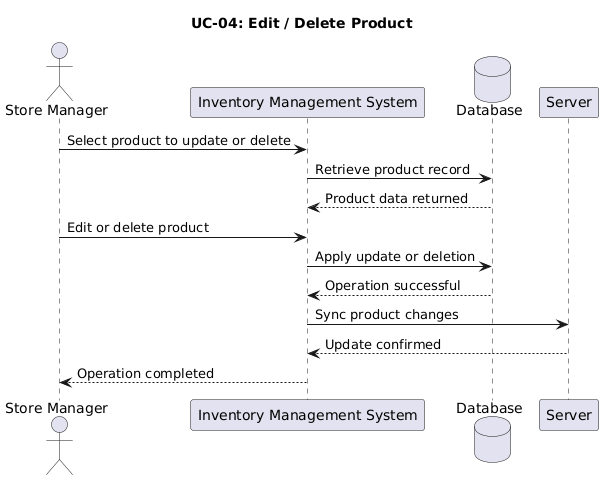 UC-04: Edit / Delete Product
Store Manager
Inventory Management System
Database
Server
Select product to update or delete
Retrieve product record
Product data returned
Edit or delete product
Apply update or deletion
Operation successful
Sync product changes
Update confirmed
Operation completed
Store Manager
Inventory Management System
Database
Server